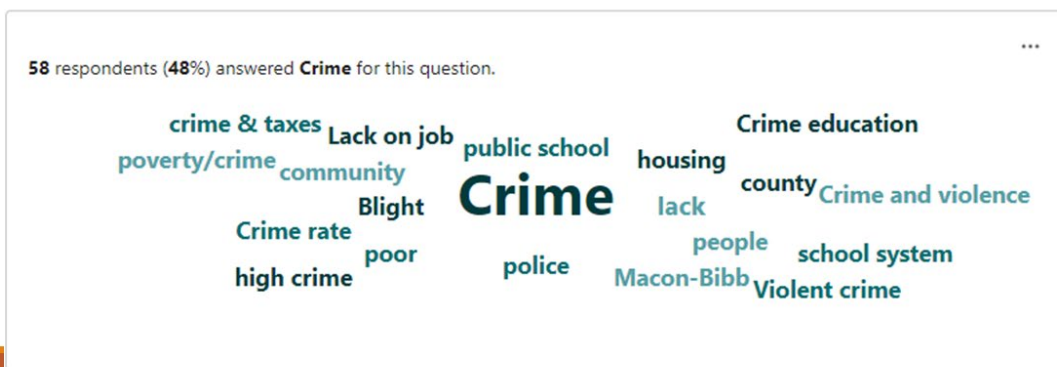 ...
58 respondents (48%) answered Crime for this question.
crime & taxes
Lack on job
public school
Crime education
poverty/crime
community
housing
Crime
county
Crime and violence
Blight
lack
Crime rate
people
poor
school system
high crime
police
Macon-Bibb
Violent crime